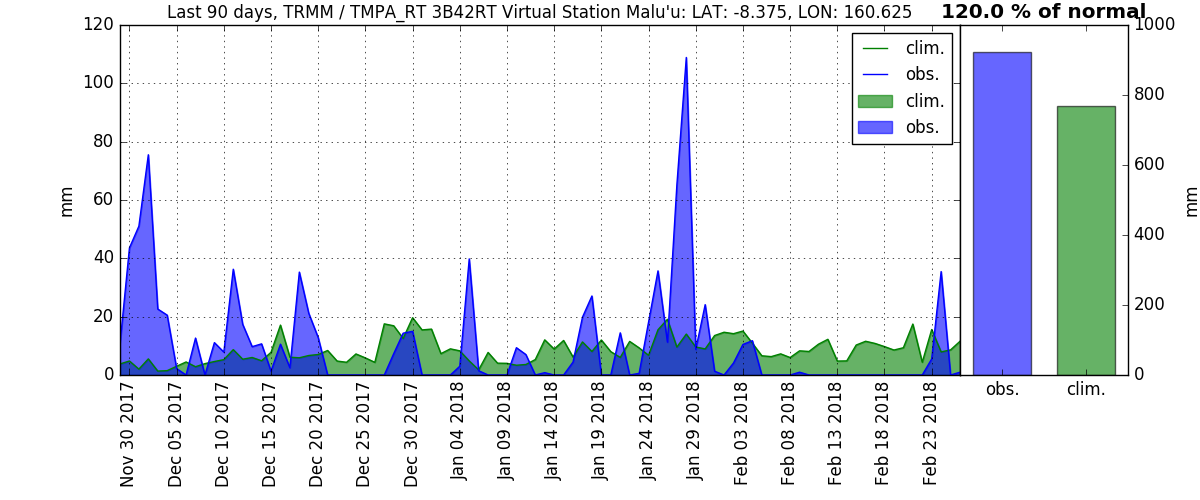 Last 90 days, TRMM / TMPA_RT 3B42RT Virtual Station Malu'u: LAT: -8.375, LON: 160.625
120.0 % of normal
120
100
80
60
40
20
0
mm
clim.
obs.
clim.
obs.
1000
800
600
400
200
0
mm
Nov 30 2017
Dec 05 2017
Dec 10 2017
Dec 15 2017
Dec 20 2017
Dec 25 2017
Dec 30 2017
Jan 04 2018
Jan 09 2018
Jan 14 2018
Jan 19 2018
Jan 24 2018
Jan 29 2018
Feb 03 2018
Feb 08 2018
Feb 13 2018
Feb 18 2018
Feb 23 2018
obs.
clim.